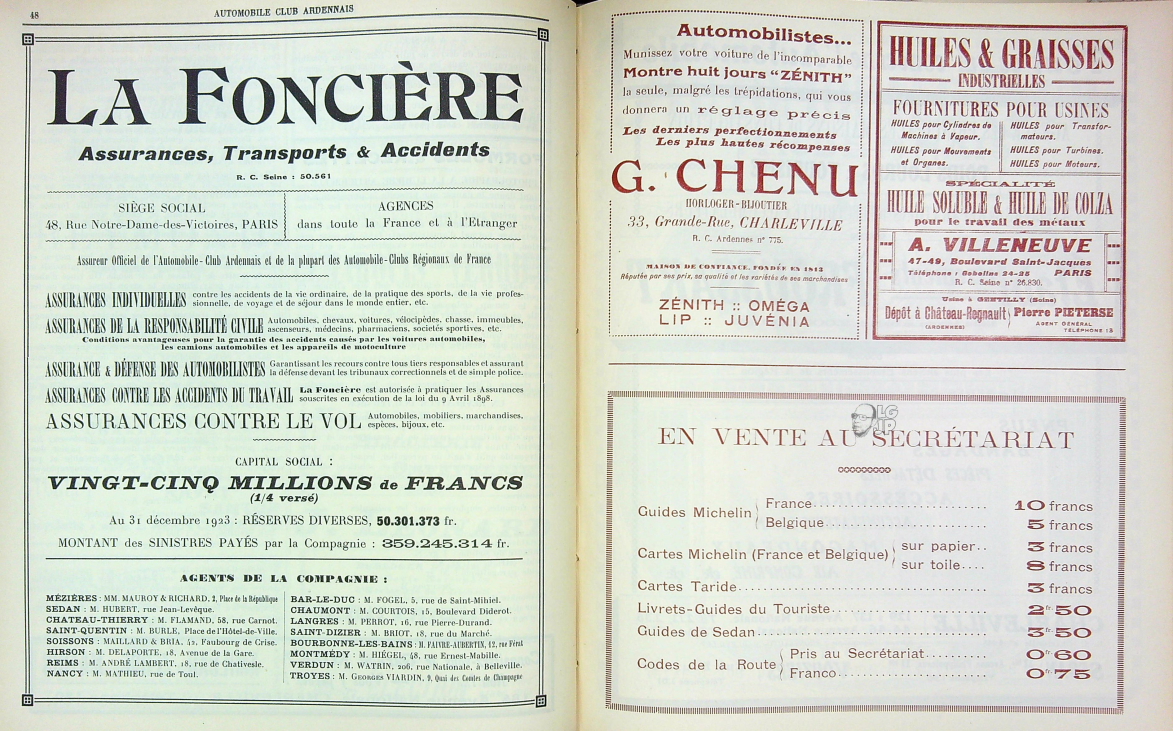 48
AUTOMOBILE CLUB ARDENNAIS
LA FONCIÈRE
Assurances, Transports & Accidents
R. C. Seine : 50.561
SIÈGE SOCIAL
48, Rue Notre-Dame-des-Victoires, PARIS
AGENCES
dans toute la France et à l'Etranger
Assureur Officiel de l'Automobile-Club Ardennais et de la plupart des Automobile-Clubs Régionaux de France
ASSURANCES INDIVIDUELLES contre les accidents de la vie ordinaire, de la pratique des sports, de la vie profes-
sionnelle, de voyage et de séjour dans le monde entier, etc.
ASSURANCES DE LA RESPONSABILITÉ CIVILE Automobiles, chevaux, voitures, vélocipèdes, chasse, immeubles,
ascenseurs, médecins, pharmaciens, societés sportives, etc.
Conditions avantageuses pour la garantie des accidents causés par les voitures automobiles,
les camions automobiles et les appareils de motoculture
ASSURANCE & DÉFENSE DES AUTOMOBILISTES Garantissant les recours contre tous tiers responsables et assurant
la défense devant les tribunaux correctionnels et de simple police.
ASSURANCES CONTRE LES ACCIDENTS DU TRAVAIL La Foncière est autorisée à pratiquer les Assurances
souscrites en exécution de la loi du 9 Avril 1898.
ASSURANCES CONTRE LE VOL Automobiles, mobiliers, marchandises,
espèces, bijoux, etc.
CAPITAL SOCIAL :
VINGT-CINQ MILLIONS de FRANCS
(1/4 versé)
Au 31 décembre 1923 : RÉSERVES DIVERSES, 50.301.373 fr.
MONTANT des SINISTRES PAYÉS par la Compagnie : 359.245.314 fr.
AGENTS DE LA COMPAGNIE :
MÉZIÈRES : MM. MAUROY & RICHARD, 2, Place de la République
SEDAN : M. HUBERT, rue Jean-Levêque.
CHATEAU-THIERRY : M. FLAMAND, 58, rue Carnot.
SAINT-QUENTIN : M. BURLE, Place de l'Hôtel-de-Ville.
SOISSONS : MAILLARD & BRIA, 42, Faubourg de Crise.
HIRSON : M. DELAPORTE, 18, Avenue de la Gare.
REIMS : M. ANDRÉ LAMBERT, 18, rue de Chativesle.
NANCY : M. MATHIEU, rue de Toul.
BAR-LE-DUC : M. FOGEL, 5, rue de Saint-Mihiel.
CHAUMONT : M. COURTOIS, 15, Boulevard Diderot.
LANGRES : M. PERROT, 16, rue Pierre-Durand.
SAINT-DIZIER : M. BRIOT, 18, rue du Marché.
BOURBONNE-LES-BAINS : M. FAIVRE-AUBERTIN, 12, rue Férat
MONTMÉDY : M. HIÉGEL, 48, rue Ernest-Mabille.
VERDUN : M. WATRIN, 206, rue Nationale, à Belleville.
TROYES : M. GEORGES VIARDIN, 9, Quai des Comtes de Champagne
Automobilistes...
Munissez votre voiture de l'incomparable
Montre huit jours "ZÉNITH"
la seule, malgré les trépidations, qui vous
donnera un réglage précis
Les derniers perfectionnements
Les plus hautes récompenses
G. CHENU
HORLOGER-BIJOUTIER
33, Grande-Rue, CHARLEVILLE
R. C. Ardennes n° 775.
MAISON DE CONFIANCE, FONDÉE EN 1813
Réputée par ses prix, sa qualité et les variétés de ses marchandises
ZÉNITH :: OMÉGA
LIP :: JUVÉNIA
HUILES & GRAISSES
INDUSTRIELLES
FOURNITURES POUR USINES
HUILES pour Cylindres de
Machines à Vapeur.
HUILES pour Mouvements
et Organes.
HUILES pour Transfor-
mateurs.
HUILES pour Turbines.
HUILES pour Moteurs.
SPÉCIALITÉ
HUILE SOLUBLE & HUILE DE COLZA
pour le travail des métaux
A. VILLENEUVE
47-49, Boulevard Saint-Jacques
Téléphone : Gobelins 24-25 PARIS
R. C. Seine n° 26.830.
Usine à GENTILLY (Seine)
Dépôt à Château-Regnault
(ARDENNES)
Pierre PIETERSE
AGENT GÉNÉRAL
TÉLÉPHONE 13
LG
JP
EN VENTE AU SECRÉTARIAT
Guides Michelin
France 10 francs
Belgique 5 francs
Cartes Michelin (France et Belgique)
sur papier.. 3 francs
sur toile.... 8 francs
Cartes Taride 3 francs
Livrets-Guides du Touriste 2 fr. 50
Guides de Sedan 3 50
Codes de la Route
Pris au Secrétariat 0 fr. 60
Franco 0 fr. 75